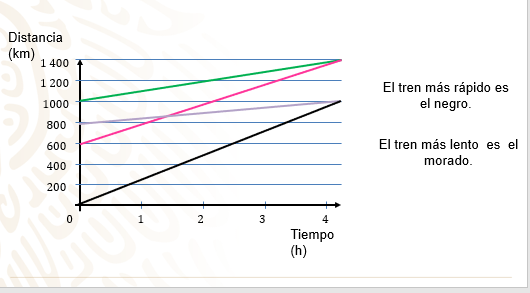 Distancia
(km)
1 400
1 200
1000
800
600
400
200
0 1 2 3 4
Tiempo
(h)
El tren más rápido es
el negro.
El tren más lento es el
morado.